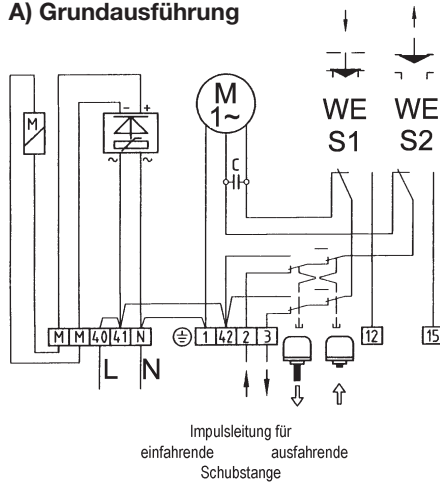 A) Grundausführung
M
1~
WE
S1
WE
S2
M
- +
~ ~
C
M M 40 41 N
1 42 2 3
12
15
L N
Impulsleitung für
einfahrende ausfahrende
Schubstange